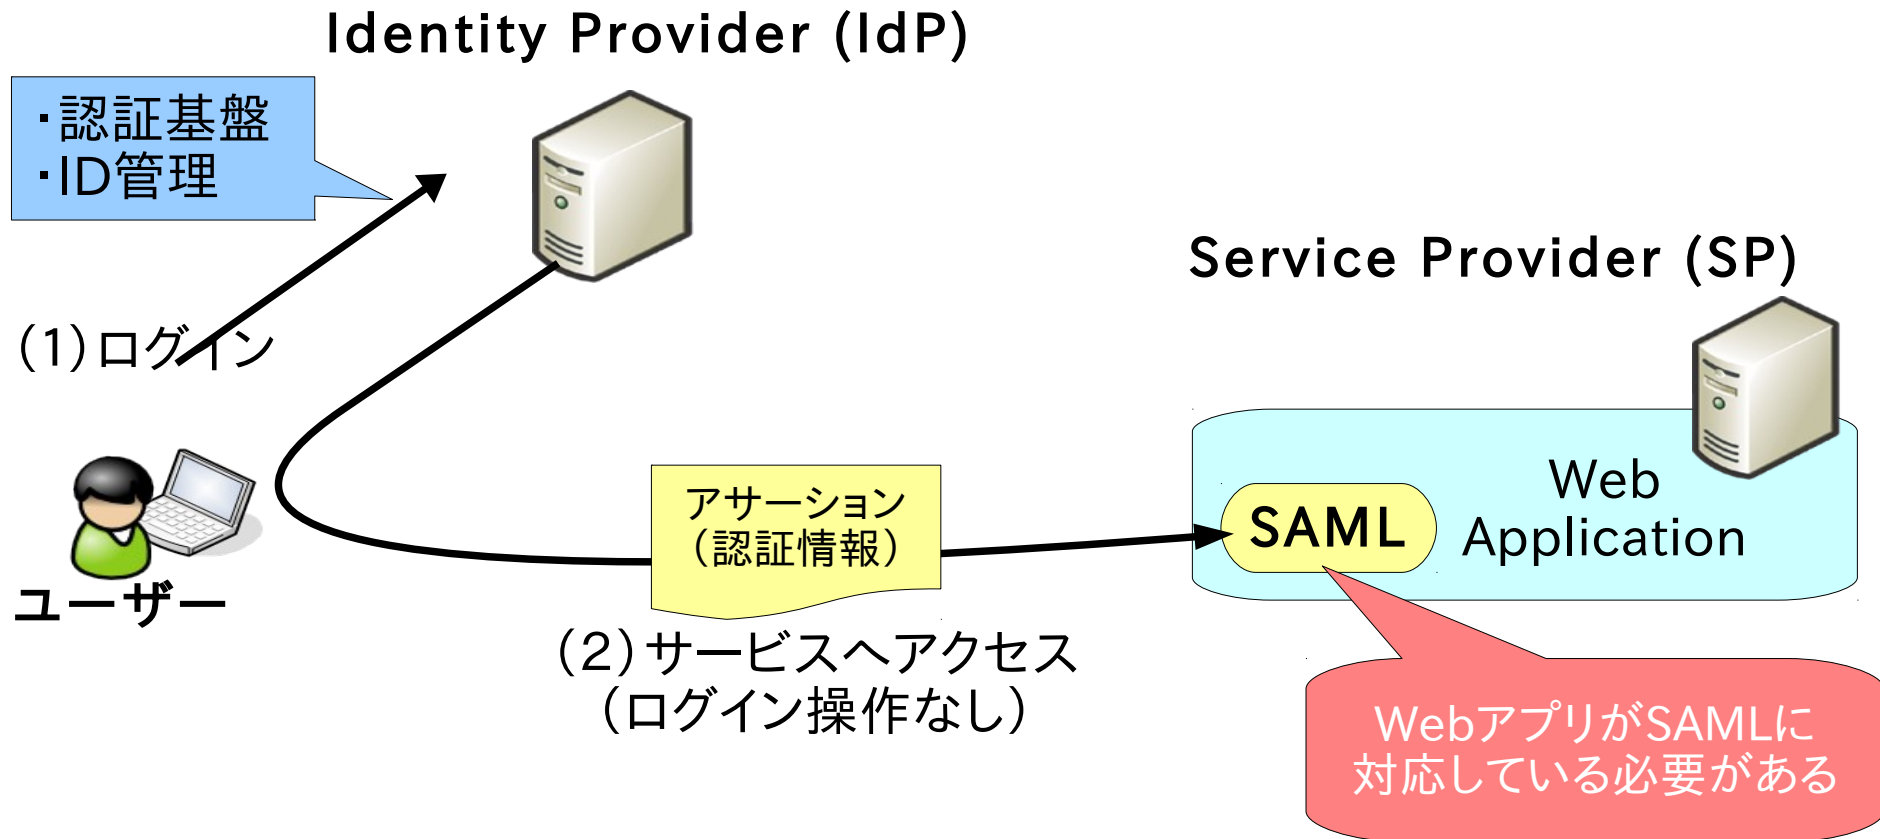 Identity Provider (IdP)
・認証基盤
・ID管理
Service Provider (SP)
(1)ログイン
アサーション
(認証情報)
SAML
Web
Application
ユーザー
(2)サービスへアクセス
(ログイン操作なし)
WebアプリがSAMLに
対応している必要がある